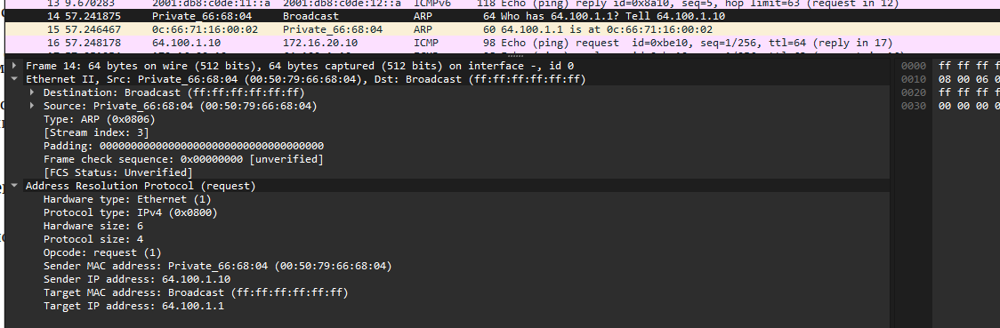 13 9.670283 2001:db8:c0de:11::a 2001:db8:c0de:12::a ICMPv6 118 Echo (ping) reply id=0x8a10, seq=5, hop limit=63 (request in 12)
14 57.241875 Private_66:68:04 Broadcast ARP 64 Who has 64.100.1.1? Tell 64.100.1.10
15 57.246467 0c:66:71:16:00:02 Private_66:68:04 ARP 60 64.100.1.1 is at 0c:66:71:16:00:02
16 57.248178 64.100.1.10 172.16.20.10 ICMP 98 Echo (ping) request id=0xbe10, seq=1/256, ttl=64 (reply in 17)
Frame 14: 64 bytes on wire (512 bits), 64 bytes captured (512 bits) on interface -, id 0
Ethernet II, Src: Private_66:68:04 (00:50:79:66:68:04), Dst: Broadcast (ff:ff:ff:ff:ff:ff)
Destination: Broadcast (ff:ff:ff:ff:ff:ff)
Source: Private_66:68:04 (00:50:79:66:68:04)
Type: ARP (0x0806)
[Stream index: 3]
Padding: 000000000000000000000000000000000000
Frame check sequence: 0x00000000 [unverified]
[FCS Status: Unverified]
Address Resolution Protocol (request)
Hardware type: Ethernet (1)
Protocol type: IPv4 (0x0800)
Hardware size: 6
Protocol size: 4
Opcode: request (1)
Sender MAC address: Private_66:68:04 (00:50:79:66:68:04)
Sender IP address: 64.100.1.10
Target MAC address: Broadcast (ff:ff:ff:ff:ff:ff)
Target IP address: 64.100.1.1
0000 ff ff ff f
0010 08 00 06 0
0020 ff ff ff f
0030 00 00 00 0